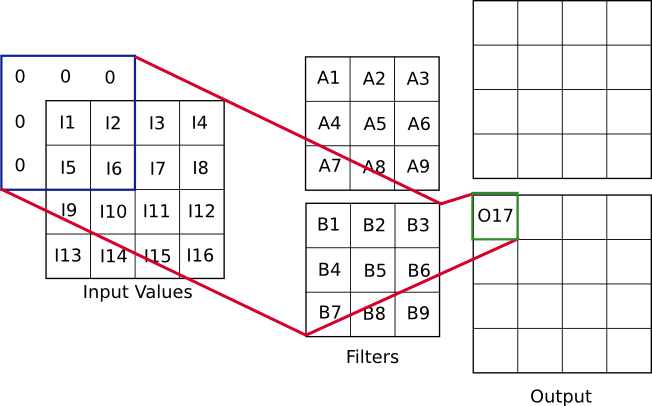 0 0 0
A1 A2 A3
0 I1 I2 I3 I4
A4 A5 A6
0 I5 I6 I7 I8
A7 A8 A9
I9 I10 I11 I12
B1 B2 B3
O17
I13 I14 I15 I16
B4 B5 B6
Input Values
B7 B8 B9
Filters
Output